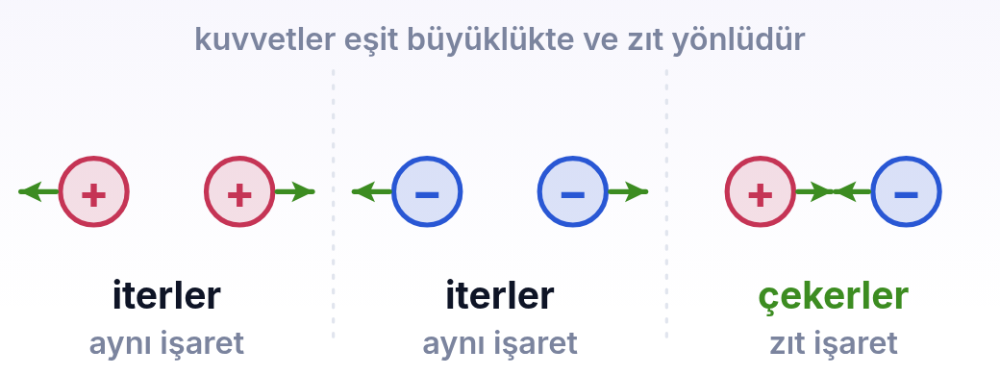 kuvvetler eşit büyüklükte ve zıt yönlüdür
+ + − − + −
iterler iterler çekerler
aynı işaret aynı işaret zıt işaret